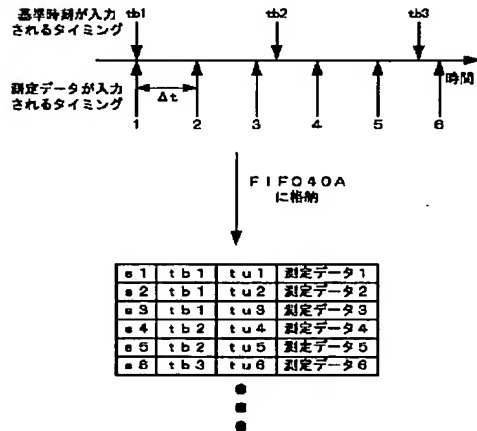 基準時刻が入力
されるタイミング
tb1 tb2 tb3
時間
測定データが入力
されるタイミング
Δt
1 2 3 4 5 6
FIFO40A
に格納
s1 tb1 tu1 測定データ1
s2 tb1 tu2 測定データ2
s3 tb1 tu3 測定データ3
s4 tb2 tu4 測定データ4
s5 tb2 tu5 測定データ5
s6 tb3 tu6 測定データ6